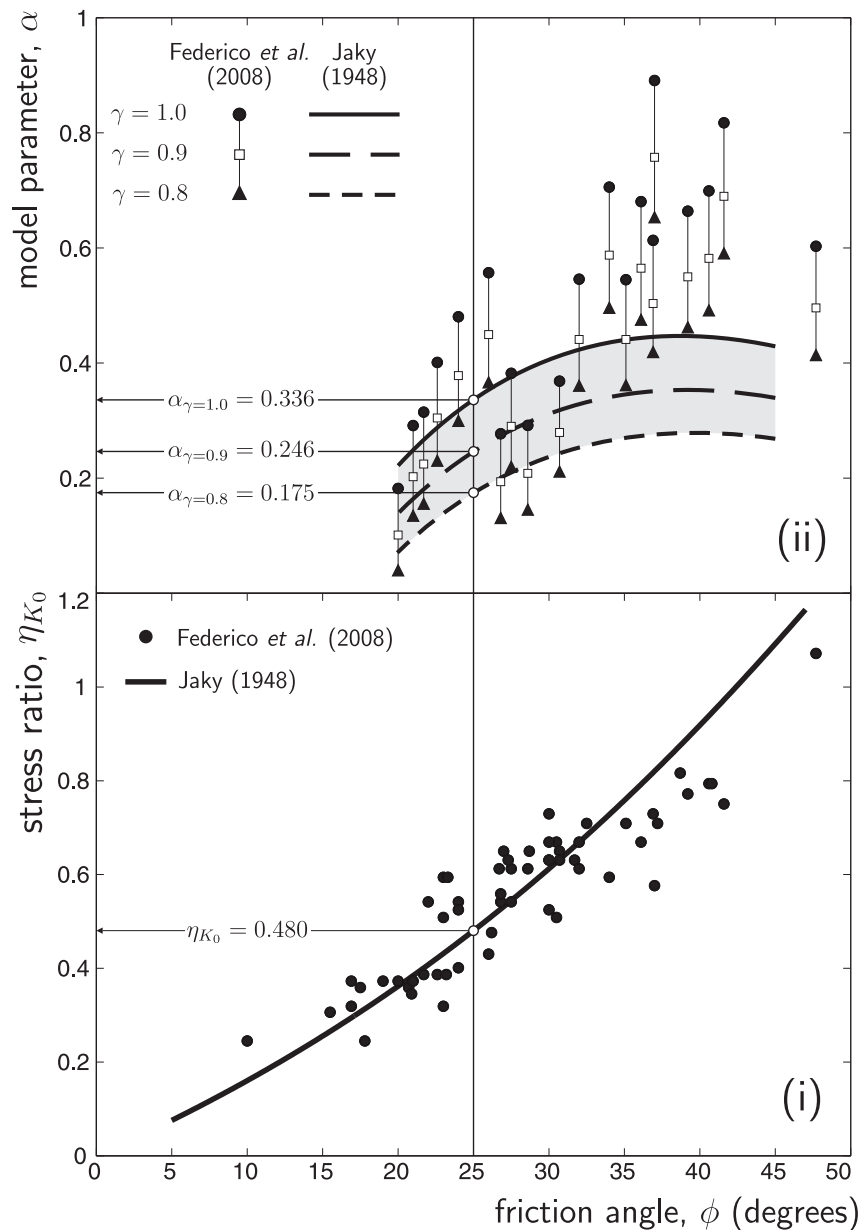 model parameter, α
1
0.8
0.6
0.4
0.2
Federico et al. (2008)
Jaky (1948)
γ = 1.0
γ = 0.9
γ = 0.8
α_{γ=1.0} = 0.336
α_{γ=0.9} = 0.246
α_{γ=0.8} = 0.175
(ii)
stress ratio, η_{K_0}
1.2
1
0.8
0.6
0.4
0.2
0
Federico et al. (2008)
Jaky (1948)
η_{K_0} = 0.480
(i)
0 5 10 15 20 25 30 35 40 45 50
friction angle, ϕ (degrees)